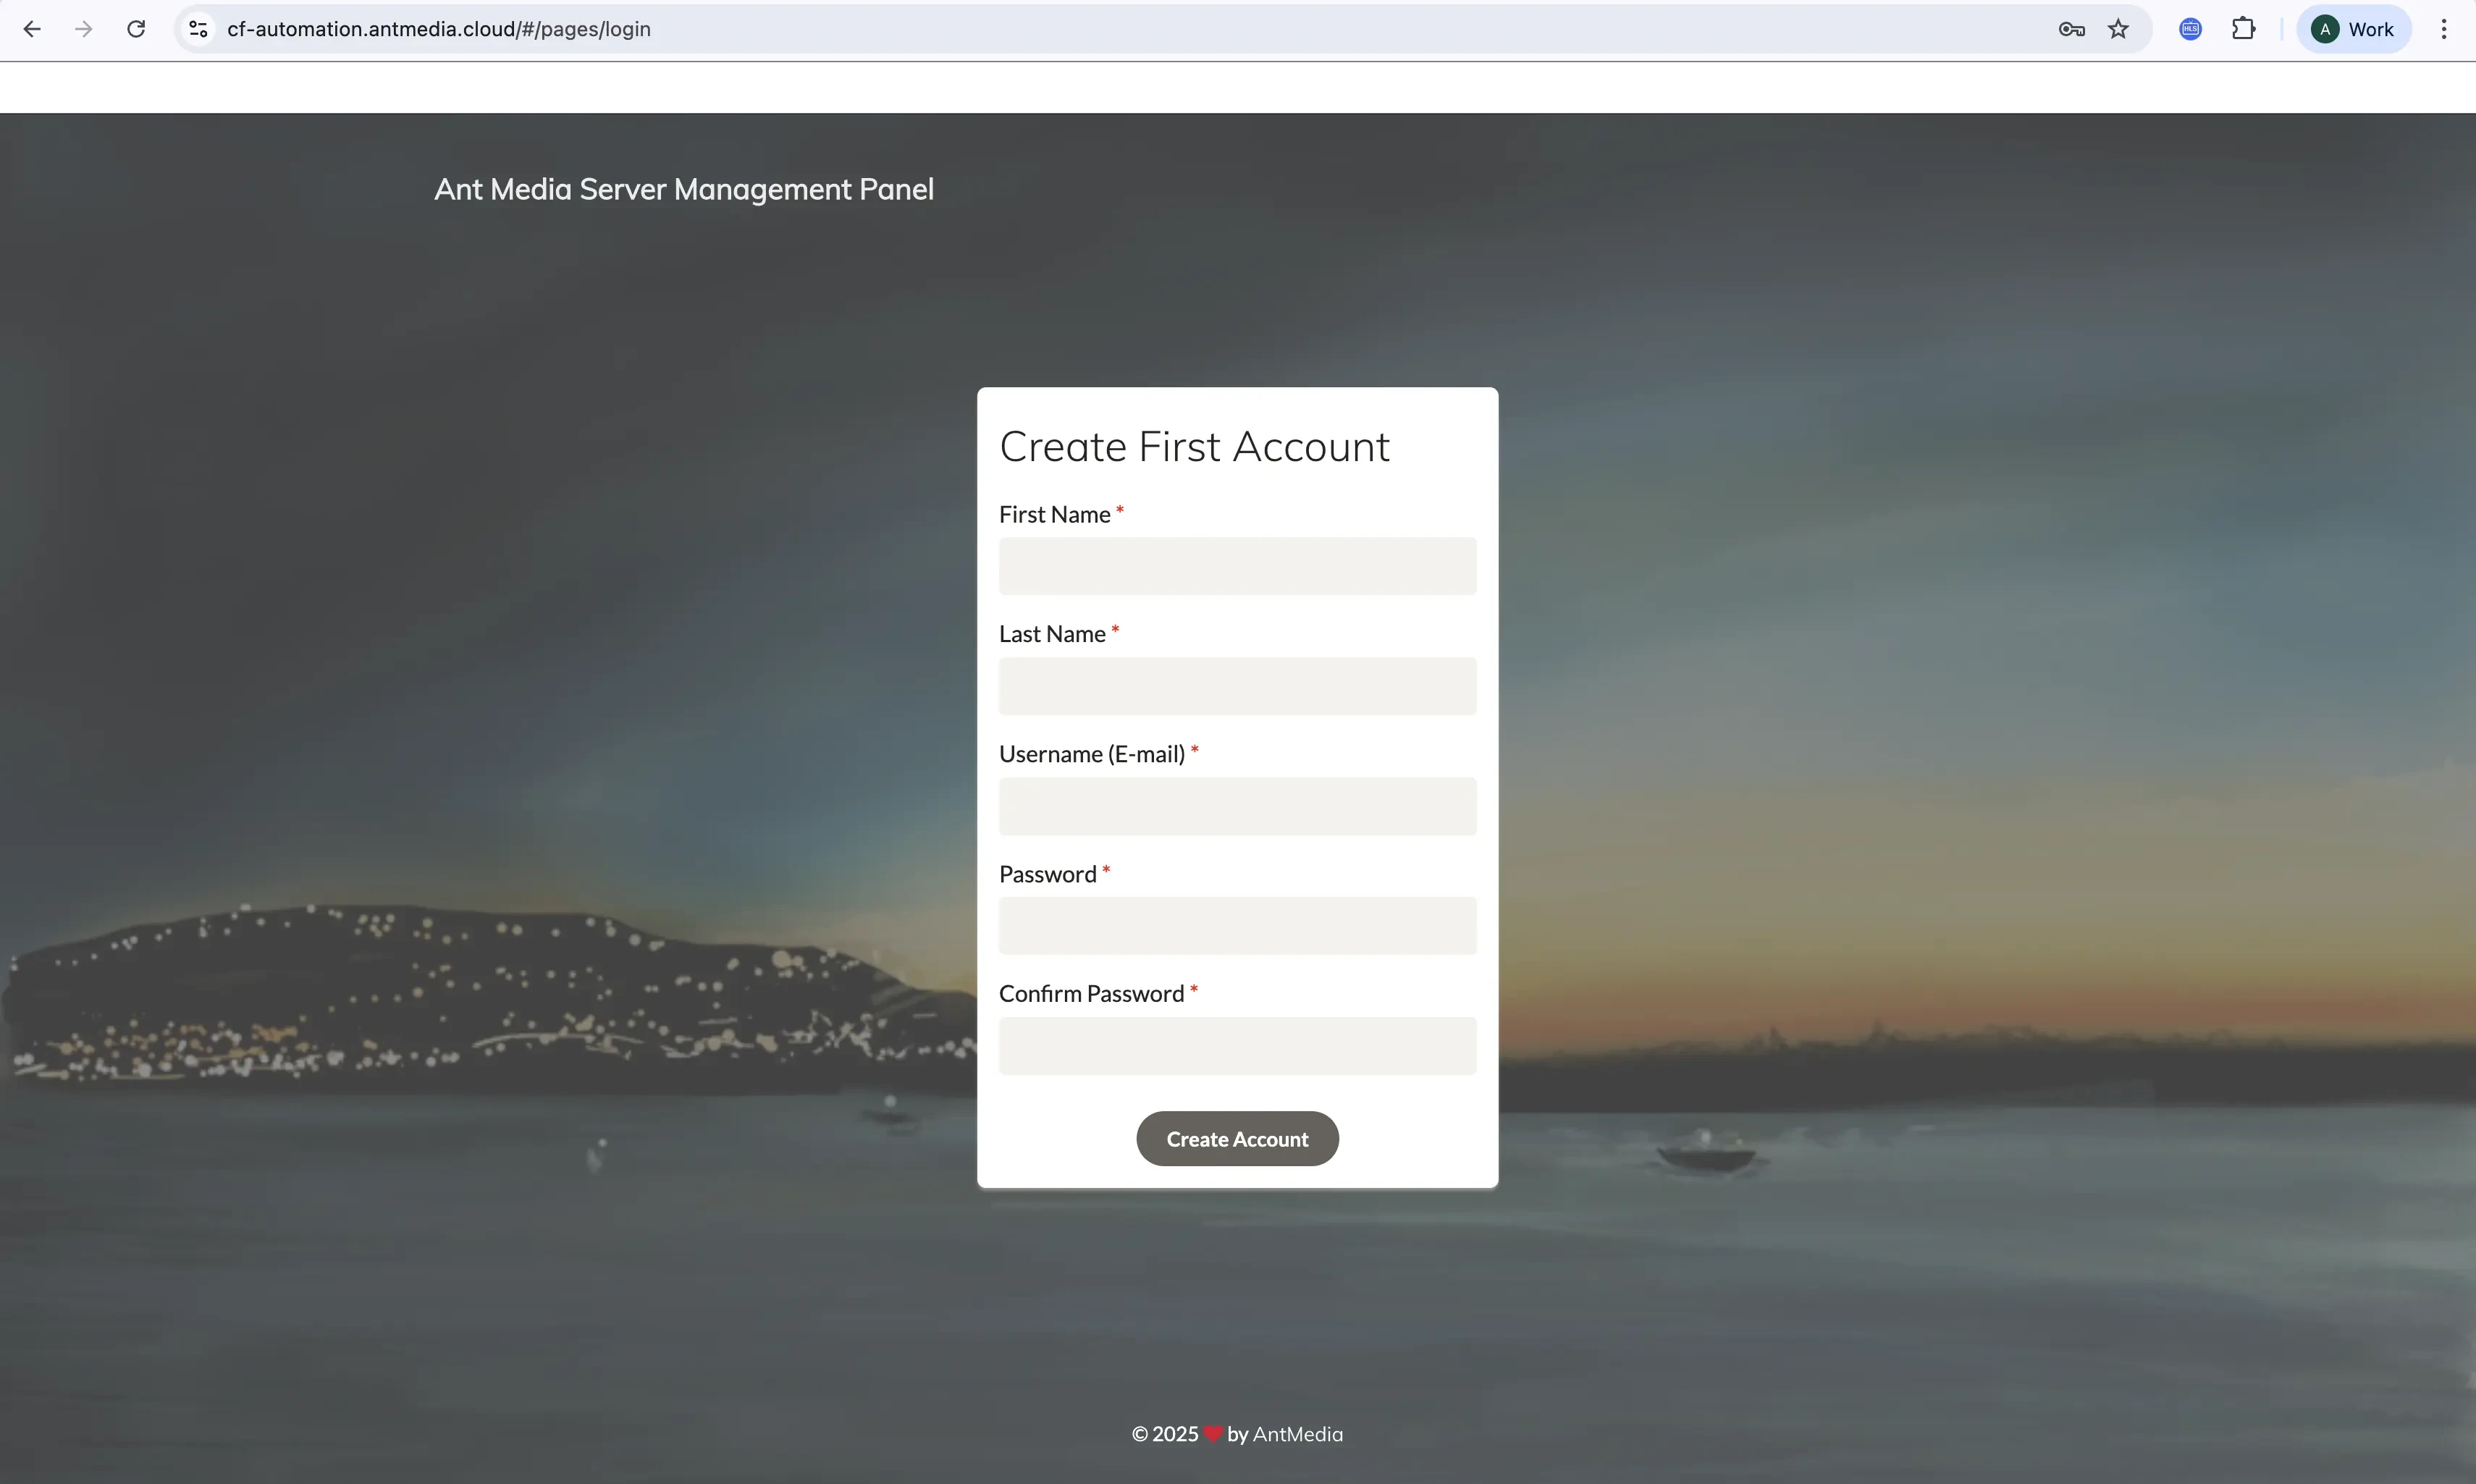 cf-automation.antmedia.cloud/#/pages/login
HLS
A
Work
Ant Media Server Management Panel
Create First Account
First Name *
Last Name *
Username (E-mail) *
Password *
Confirm Password *
Create Account
© 2025 ❤ by AntMedia